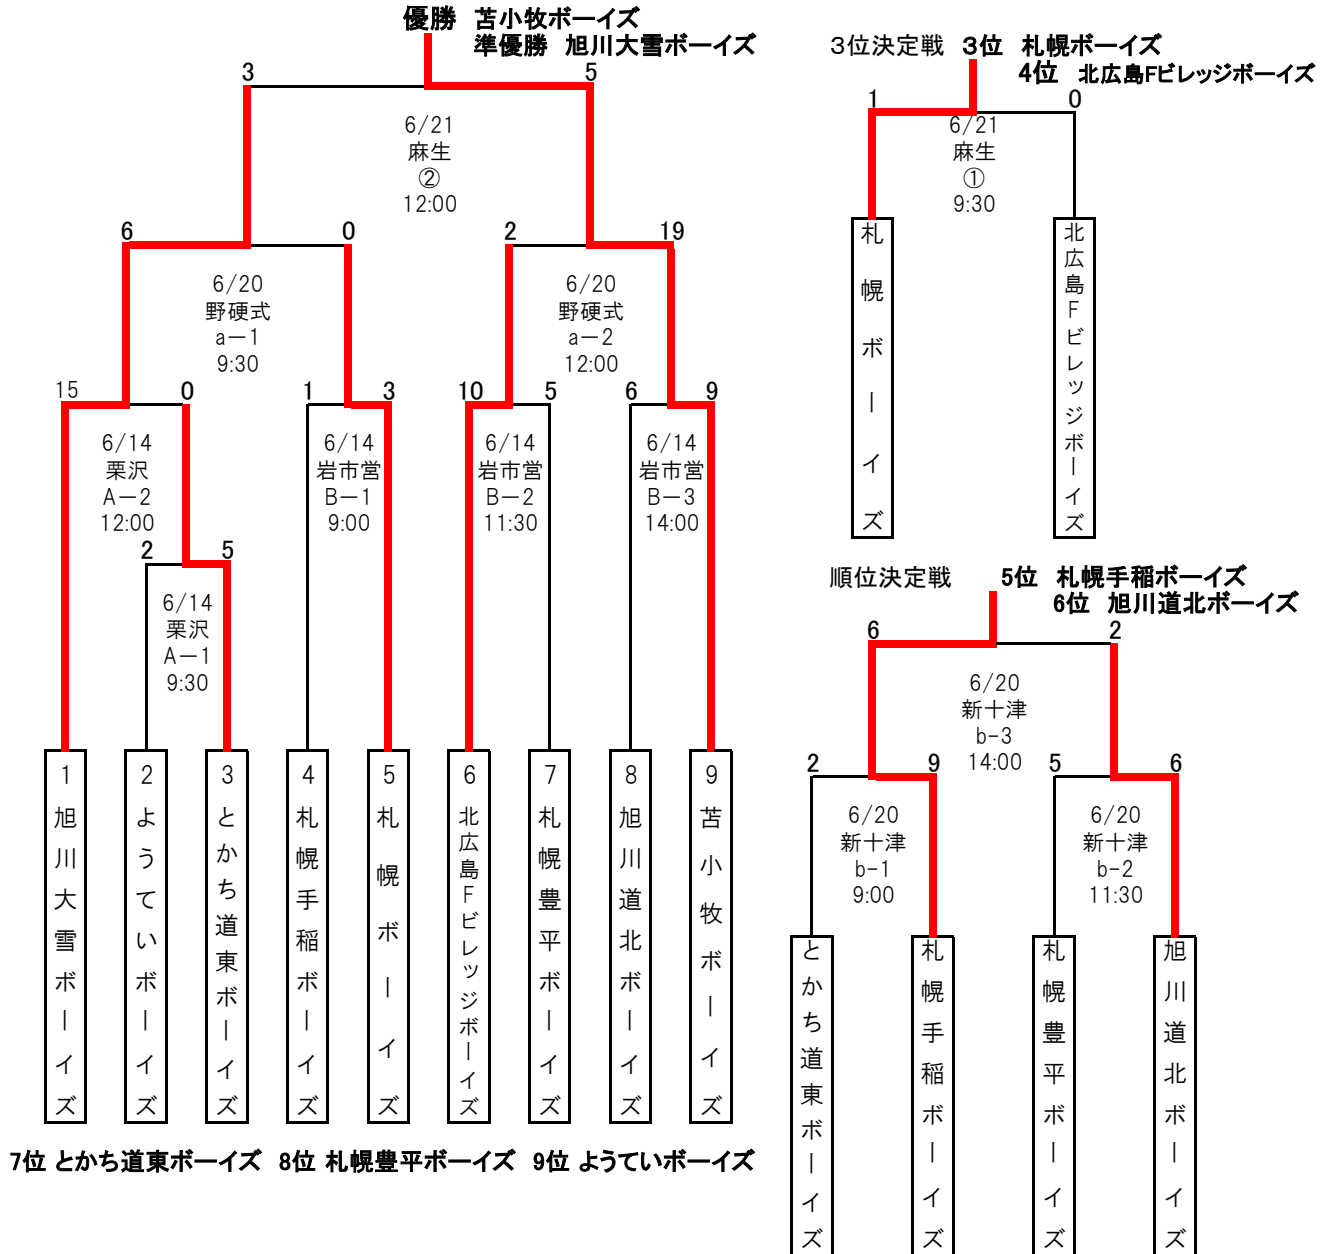 優勝 苫小牧ボーイズ
準優勝 旭川大雪ボーイズ
3 5
6/21
麻生
②
12:00
6 0 2 19
6/20
野硬式
a－1
9:30
6/20
野硬式
a－2
12:00
15 0 1 3 10 5 6 9
6/14
栗沢
A－2
12:00
6/14
岩市営
B－1
9:00
6/14
岩市営
B－2
11:30
6/14
岩市営
B－3
14:00
2 5
6/14
栗沢
A－1
9:30
1 旭川大雪ボーイズ
2 ようていボーイズ
3 とかち道東ボーイズ
4 札幌手稲ボーイズ
5 札幌ボーイズ
6 北広島Fビレッジボーイズ
7 札幌豊平ボーイズ
8 旭川道北ボーイズ
9 苫小牧ボーイズ
7位 とかち道東ボーイズ 8位 札幌豊平ボーイズ 9位 ようていボーイズ
３位決定戦 3位 札幌ボーイズ
4位 北広島Fビレッジボーイズ
1 0
6/21
麻生
①
9:30
札幌ボーイズ
北広島Fビレッジボーイズ
順位決定戦 5位 札幌手稲ボーイズ
6位 旭川道北ボーイズ
6 2
6/20
新十津
b-3
14:00
2 9 5 6
6/20
新十津
b-1
9:00
6/20
新十津
b-2
11:30
とかち道東ボーイズ
札幌手稲ボーイズ
札幌豊平ボーイズ
旭川道北ボーイズ